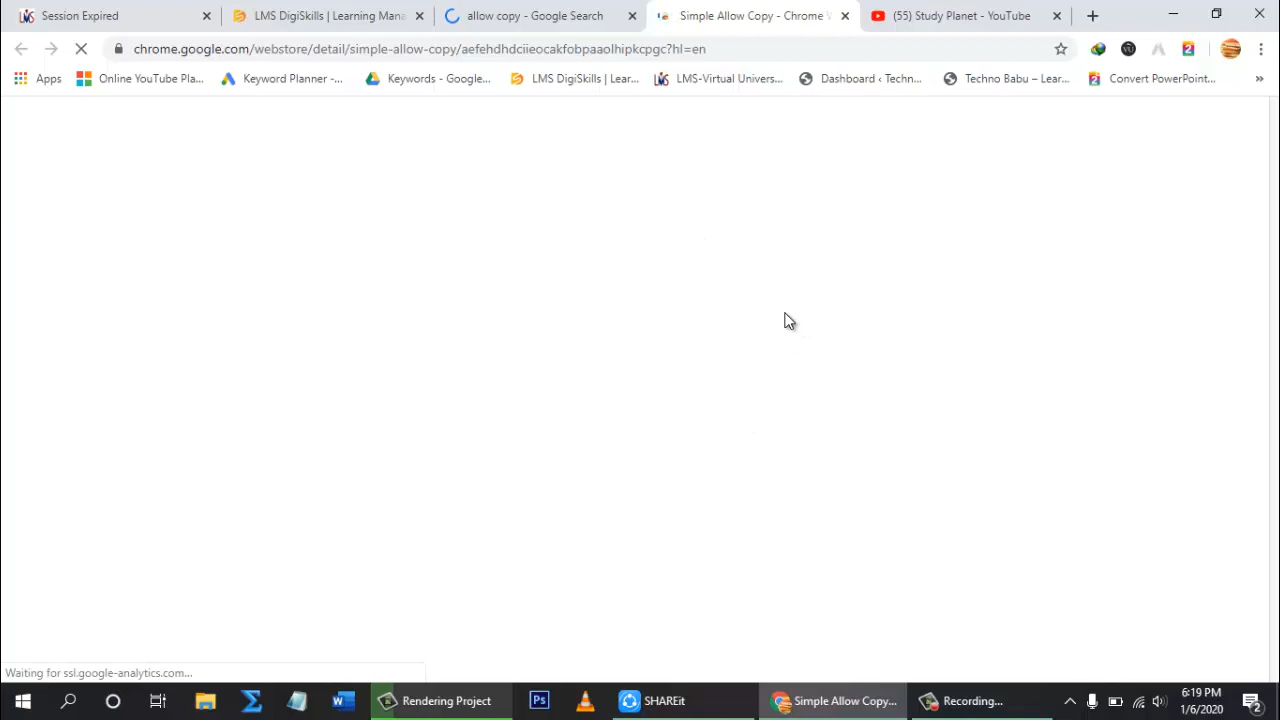 Session Expired
LMS DigiSkills | Learning Mana
allow copy - Google Search
Simple Allow Copy - Chrome W
(55) Study Planet - YouTube
chrome.google.com/webstore/detail/simple-allow-copy/aefehdhdciieocakfobpaaolhipkcpgc?hl=en
Apps
Online YouTube Pla...
Keyword Planner -...
Keywords - Google...
LMS DigiSkills | Lear...
LMS-Virtual Univers...
Dashboard ‹ Techn...
Techno Babu – Lear...
Convert PowerPoint...
»
Waiting for ssl.google-analytics.com...
Rendering Project
SHAREit
Simple Allow Copy...
Recording...
6:19 PM
1/6/2020
2